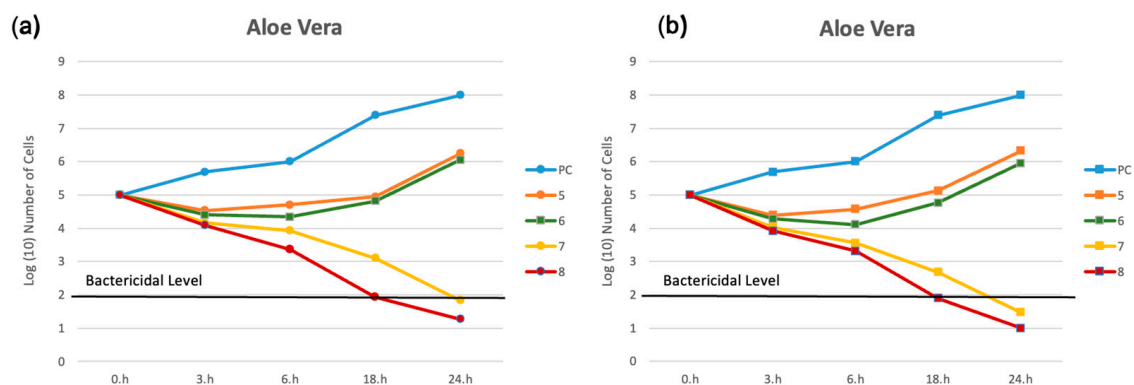 (a)
Aloe Vera
Log (10) Number of Cells
9
8
7
6
5
4
3
2
1
0
Bactericidal Level
0.h 3.h 6.h 18.h 24.h
PC
5
6
7
8
(b)
Aloe Vera
Log (10) Number of Cells
9
8
7
6
5
4
3
2
1
0
Bactericidal Level
0.h 3.h 6.h 18.h 24.h
PC
5
6
7
8